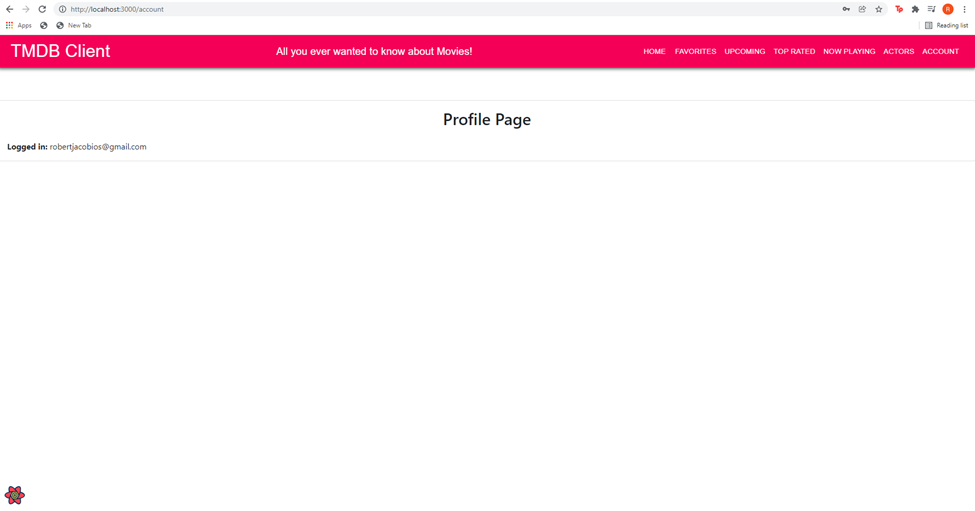 http://localhost:3000/account
Apps New Tab Reading list
TMDB Client All you ever wanted to know about Movies! HOME FAVORITES UPCOMING TOP RATED NOW PLAYING ACTORS ACCOUNT
Profile Page
Logged in: robertjacobios@gmail.com